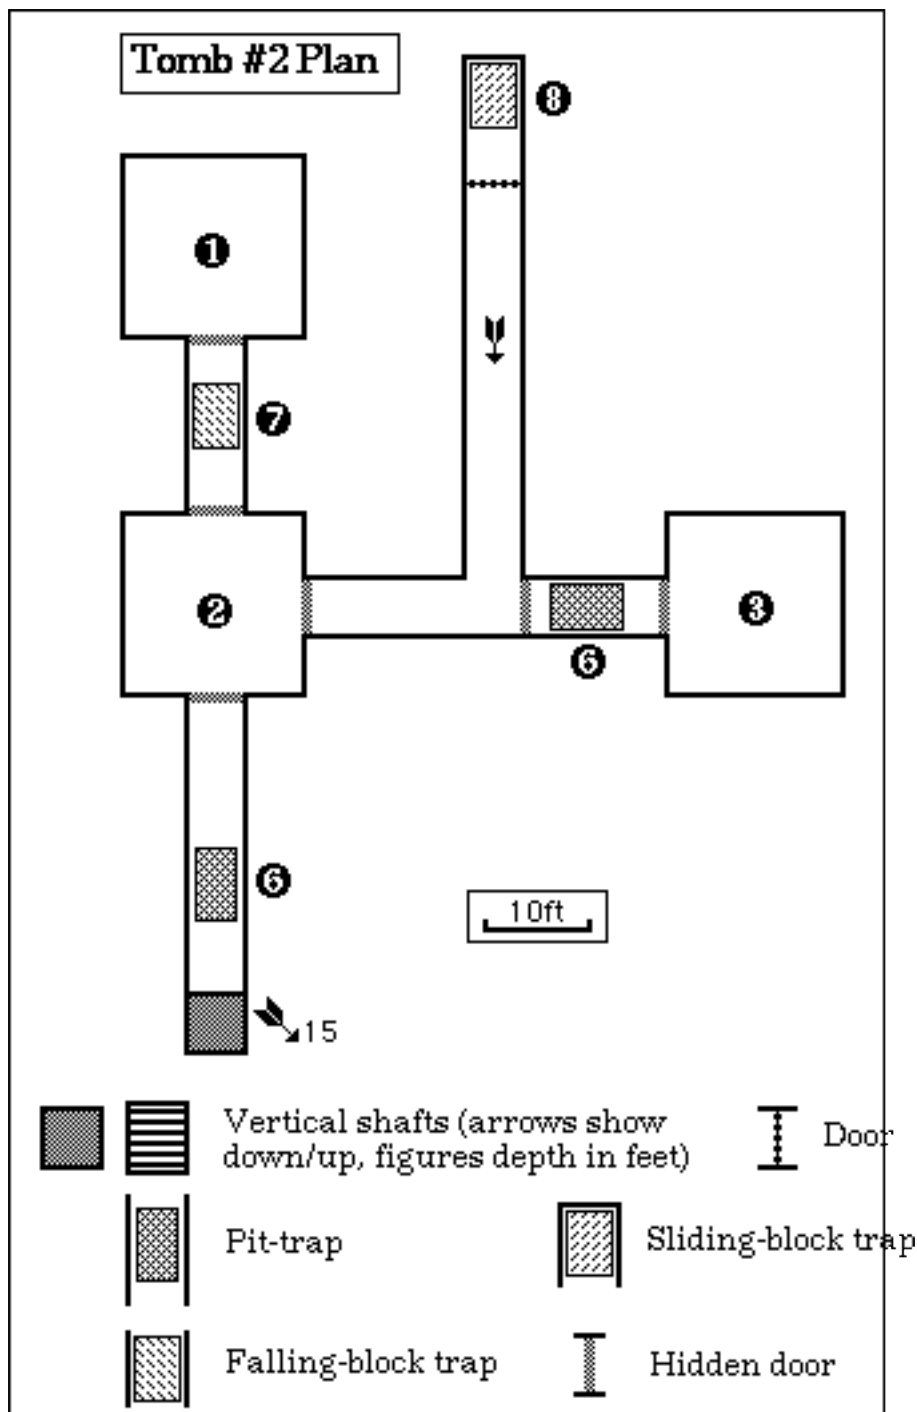 Tomb #2 Plan
8
1
7
2
3
6
6
10ft
15
Vertical shafts (arrows show
down/up, figures depth in feet)
Door
Pit-trap
Sliding-block trap
Falling-block trap
Hidden door